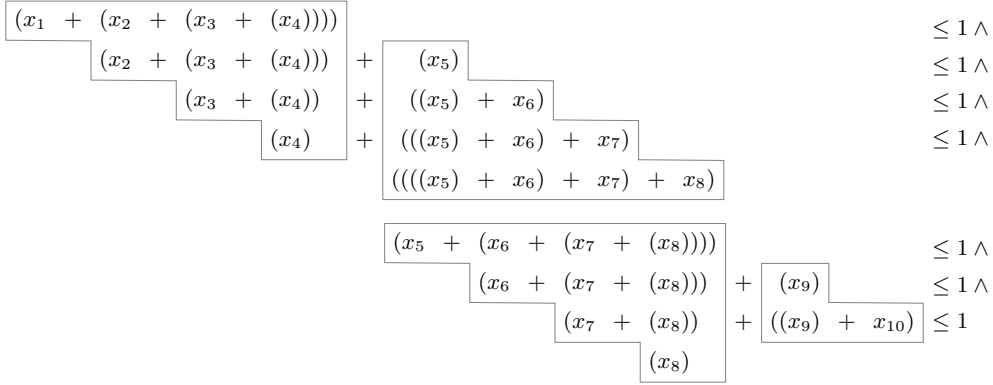 (x₁ + (x₂ + (x₃ + (x₄)))) ≤ 1 ∧
(x₂ + (x₃ + (x₄))) + (x₅) ≤ 1 ∧
(x₃ + (x₄)) + ((x₅) + x₆) ≤ 1 ∧
(x₄) + (((x₅) + x₆) + x₇) ≤ 1 ∧
((((x₅) + x₆) + x₇) + x₈)
(x₅ + (x₆ + (x₇ + (x₈)))) ≤ 1 ∧
(x₆ + (x₇ + (x₈))) + (x₉) ≤ 1 ∧
(x₇ + (x₈)) + ((x₉) + x₁₀) ≤ 1
(x₈)